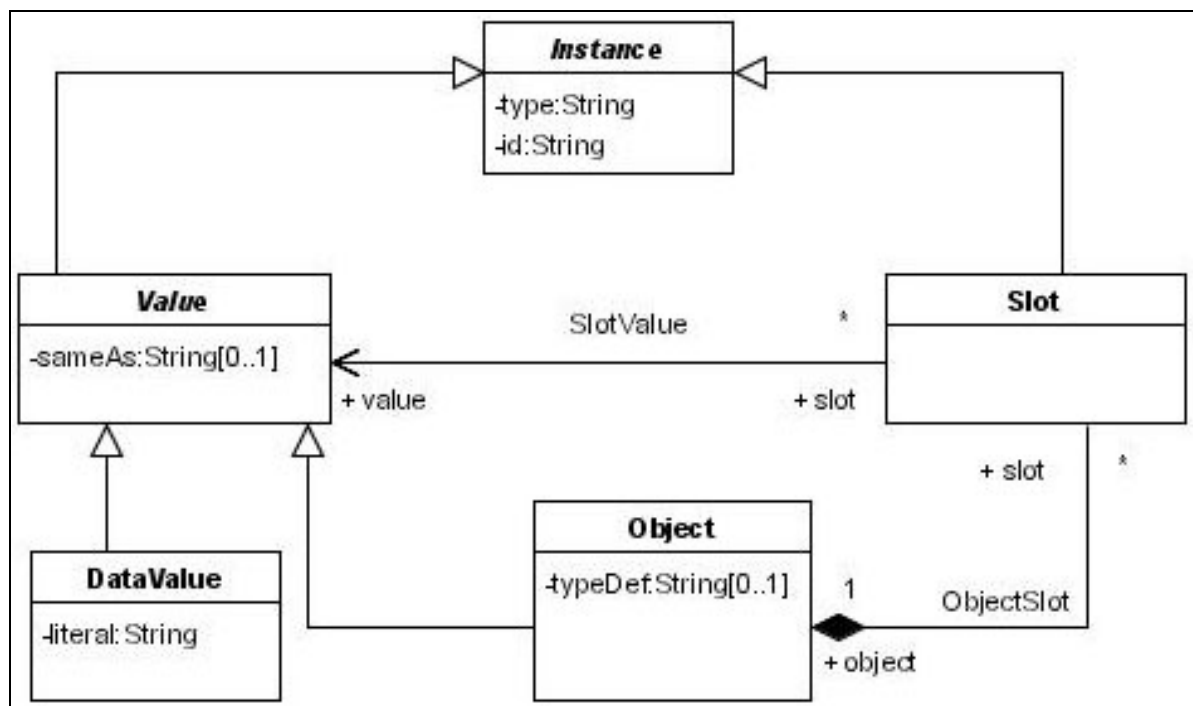 Instance
-type:String
-id:String
Value
-sameAs:String[0..1]
SlotValue
*
Slot
+ value
+ slot
+ slot
*
DataValue
-literal:String
Object
-typeDef:String[0..1]
1
ObjectSlot
+ object